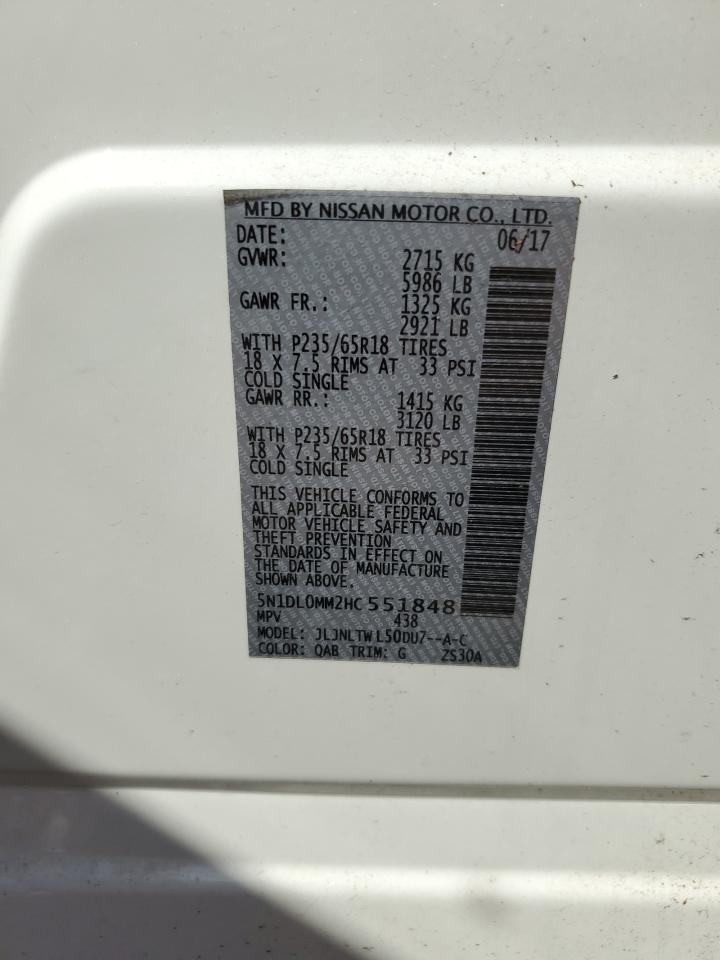 MFD BY NISSAN MOTOR CO., LTD.
DATE: 06/17
GVWR: 2715 KG
5986 LB
GAWR FR.: 1325 KG
2921 LB
WITH P235/65R18 TIRES
18 X 7.5 RIMS AT 33 PSI
COLD SINGLE
GAWR RR.: 1415 KG
3120 LB
WITH P235/65R18 TIRES
18 X 7.5 RIMS AT 33 PSI
COLD SINGLE
THIS VEHICLE CONFORMS TO
ALL APPLICABLE FEDERAL
MOTOR VEHICLE SAFETY AND
THEFT PREVENTION
STANDARDS IN EFFECT ON
THE DATE OF MANUFACTURE
SHOWN ABOVE.
5N1DL0MM2HC551848
MPV 438
MODEL: JLJNLTWL50DU7--A-C
COLOR: QAB TRIM: G ZS30A